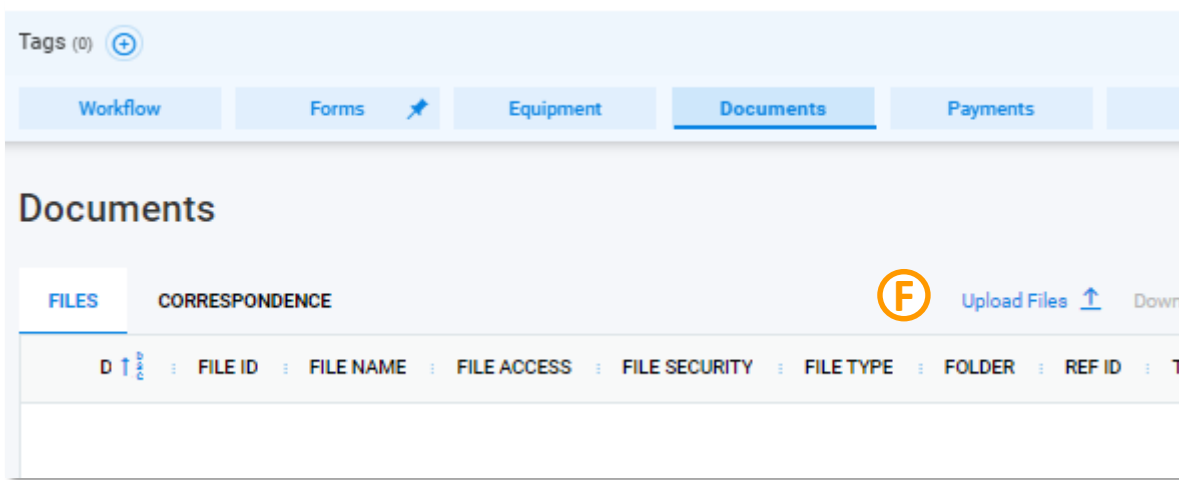 Tags (0)
Workflow Forms Equipment Documents Payments
Documents
FILES CORRESPONDENCE F Upload Files Down
D FILE ID FILE NAME FILE ACCESS FILE SECURITY FILE TYPE FOLDER REF ID T